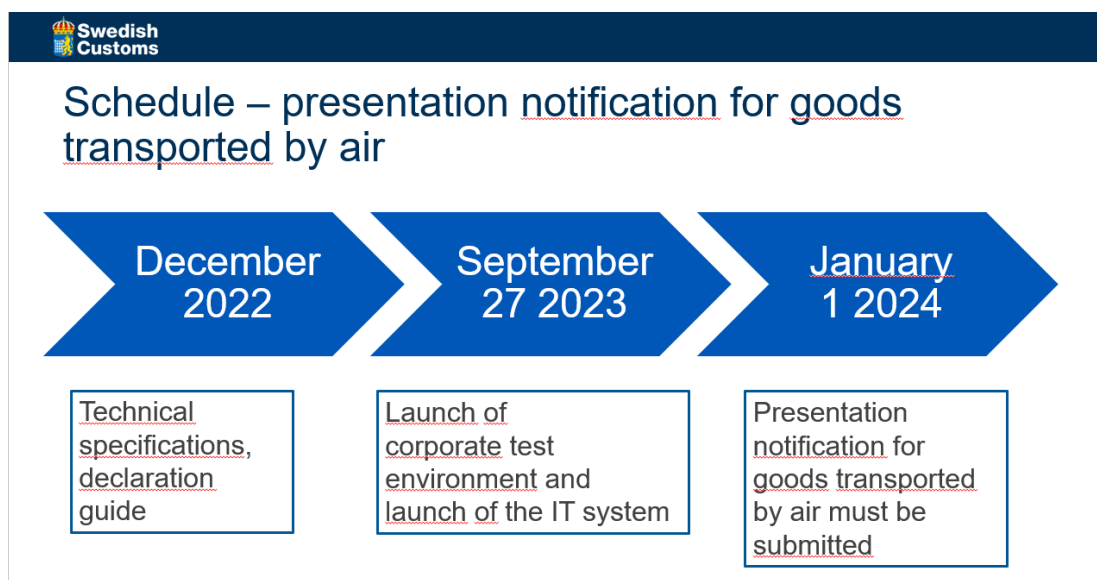 Swedish
Customs
Schedule – presentation notification for goods
transported by air
December
2022
September
27 2023
January
1 2024
Technical
specifications,
declaration
guide
Launch of
corporate test
environment and
launch of the IT system
Presentation
notification for
goods transported
by air must be
submitted